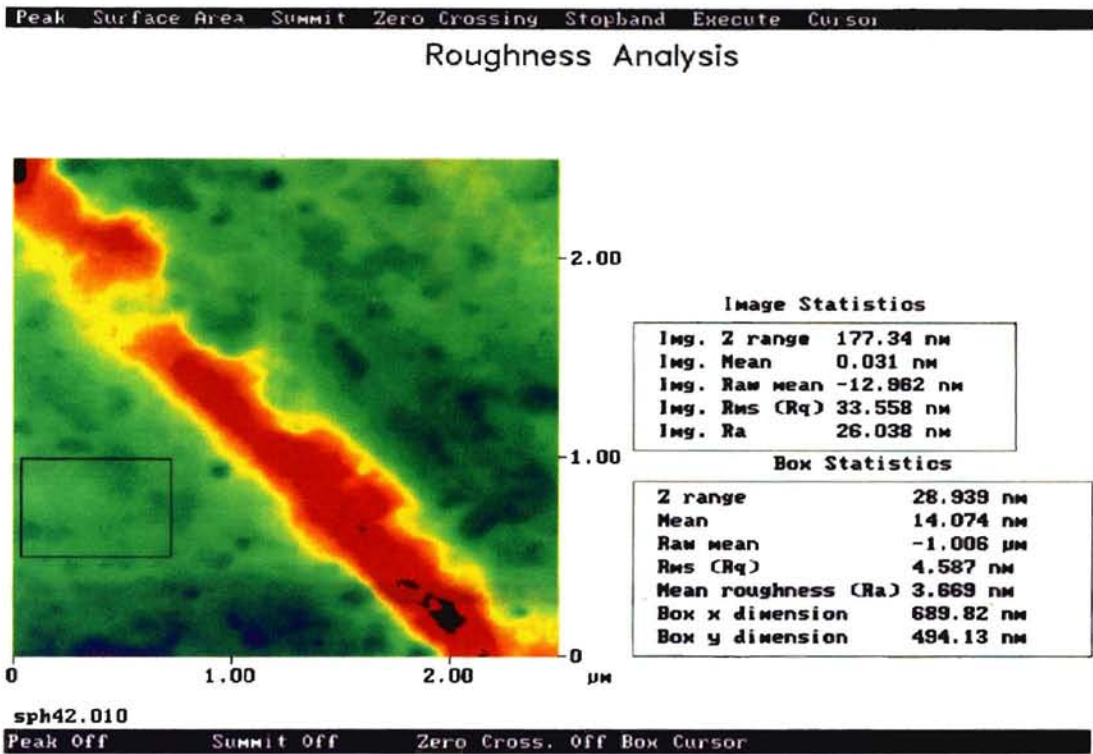 Peak Surface Area Summit Zero Crossing Stopband Execute Cursor
Roughness Analysis
2.00
1.00
0
0 1.00 2.00 µm
Image Statistics
Img. Z range 177.34 nm
Img. Mean 0.031 nm
Img. Raw mean -12.962 nm
Img. Rms (Rq) 33.558 nm
Img. Ra 26.038 nm
Box Statistics
Z range 28.939 nm
Mean 14.074 nm
Raw mean -1.006 µm
Rms (Rq) 4.587 nm
Mean roughness (Ra) 3.669 nm
Box x dimension 689.82 nm
Box y dimension 494.13 nm
sph42.010
Peak Off Summit Off Zero Cross. Off Box Cursor